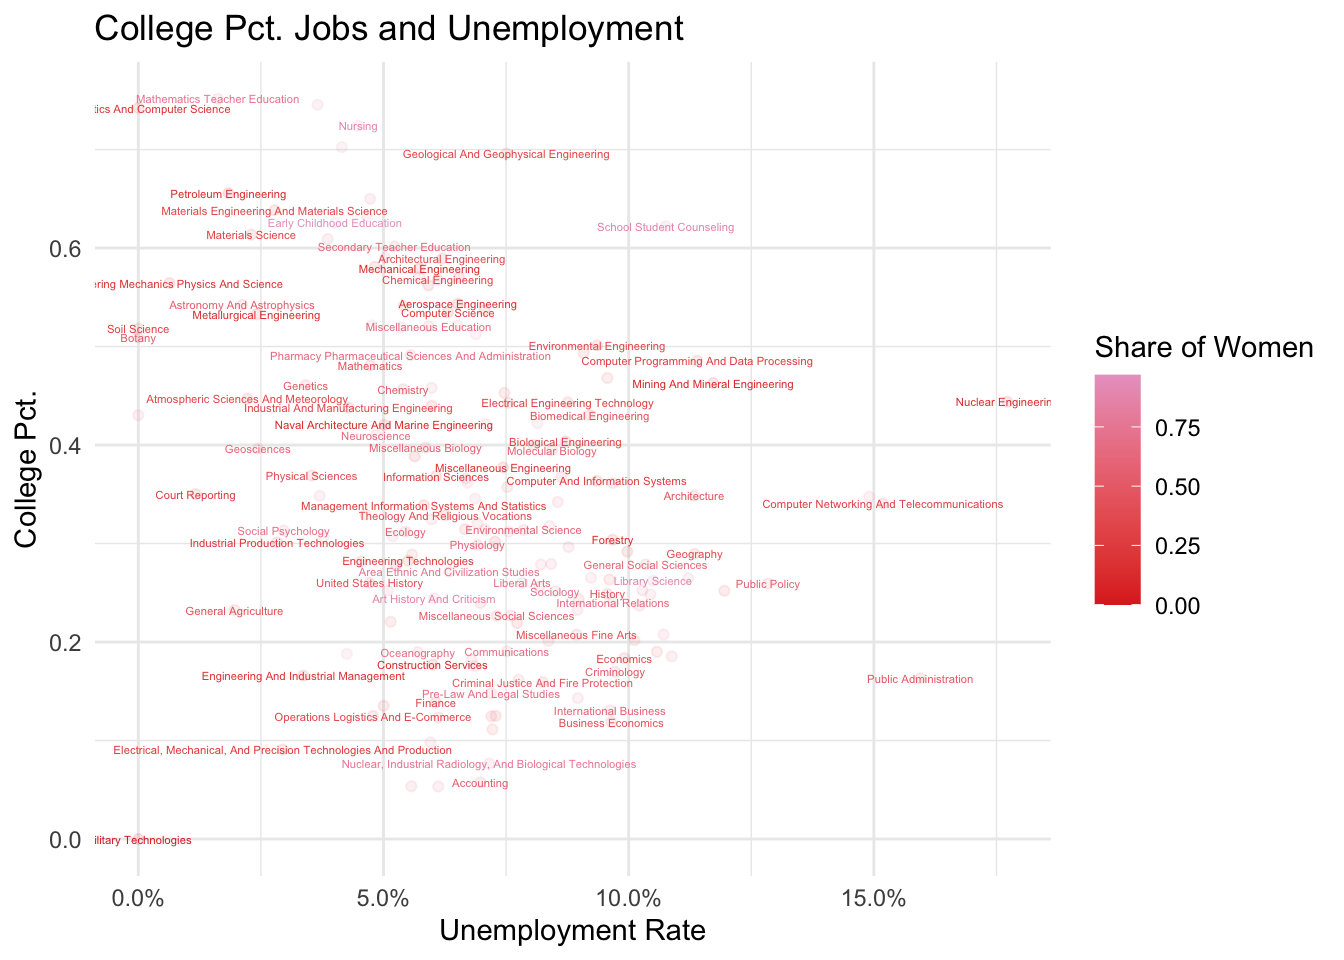 College Pct. Jobs and Unemployment
Mathematics Teacher Education
tics And Computer Science
Nursing
Geological And Geophysical Engineering
Petroleum Engineering
Materials Engineering And Materials Science
Early Childhood Education
School Student Counseling
Materials Science
Secondary Teacher Education
Architectural Engineering
Mechanical Engineering
Chemical Engineering
ering Mechanics Physics And Science
Astronomy And Astrophysics
Aerospace Engineering
Metallurgical Engineering
Computer Science
Soil Science
Miscellaneous Education
Botany
Environmental Engineering
Pharmacy Pharmaceutical Sciences And Administration
Computer Programming And Data Processing
Mathematics
Genetics
Mining And Mineral Engineering
Chemistry
Atmospheric Sciences And Meteorology
Nuclear Engineerin
Industrial And Manufacturing Engineering
Electrical Engineering Technology
Biomedical Engineering
Naval Architecture And Marine Engineering
Neuroscience
Biological Engineering
Geosciences
Miscellaneous Biology
Molecular Biology
Miscellaneous Engineering
Physical Sciences
Information Sciences
Computer And Information Systems
Court Reporting
Architecture
Management Information Systems And Statistics
Computer Networking And Telecommunications
Theology And Religious Vocations
Social Psychology
Ecology
Environmental Science
Industrial Production Technologies
Physiology
Forestry
Geography
Engineering Technologies
General Social Sciences
Area Ethnic And Civilization Studies
United States History
Liberal Arts
Library Science
Public Policy
Sociology
History
Art History And Criticism
International Relations
General Agriculture
Miscellaneous Social Sciences
Miscellaneous Fine Arts
Oceanography
Communications
Construction Services
Economics
Engineering And Industrial Management
Criminology
Criminal Justice And Fire Protection
Public Administration
Pre-Law And Legal Studies
Finance
International Business
Operations Logistics And E-Commerce
Business Economics
Electrical, Mechanical, And Precision Technologies And Production
Nuclear, Industrial Radiology, And Biological Technologies
Accounting
ilitary Technologies
0.6
0.4
0.2
0.0
College Pct.
0.0%
5.0%
10.0%
15.0%
Unemployment Rate
Share of Women
0.75
0.50
0.25
0.00